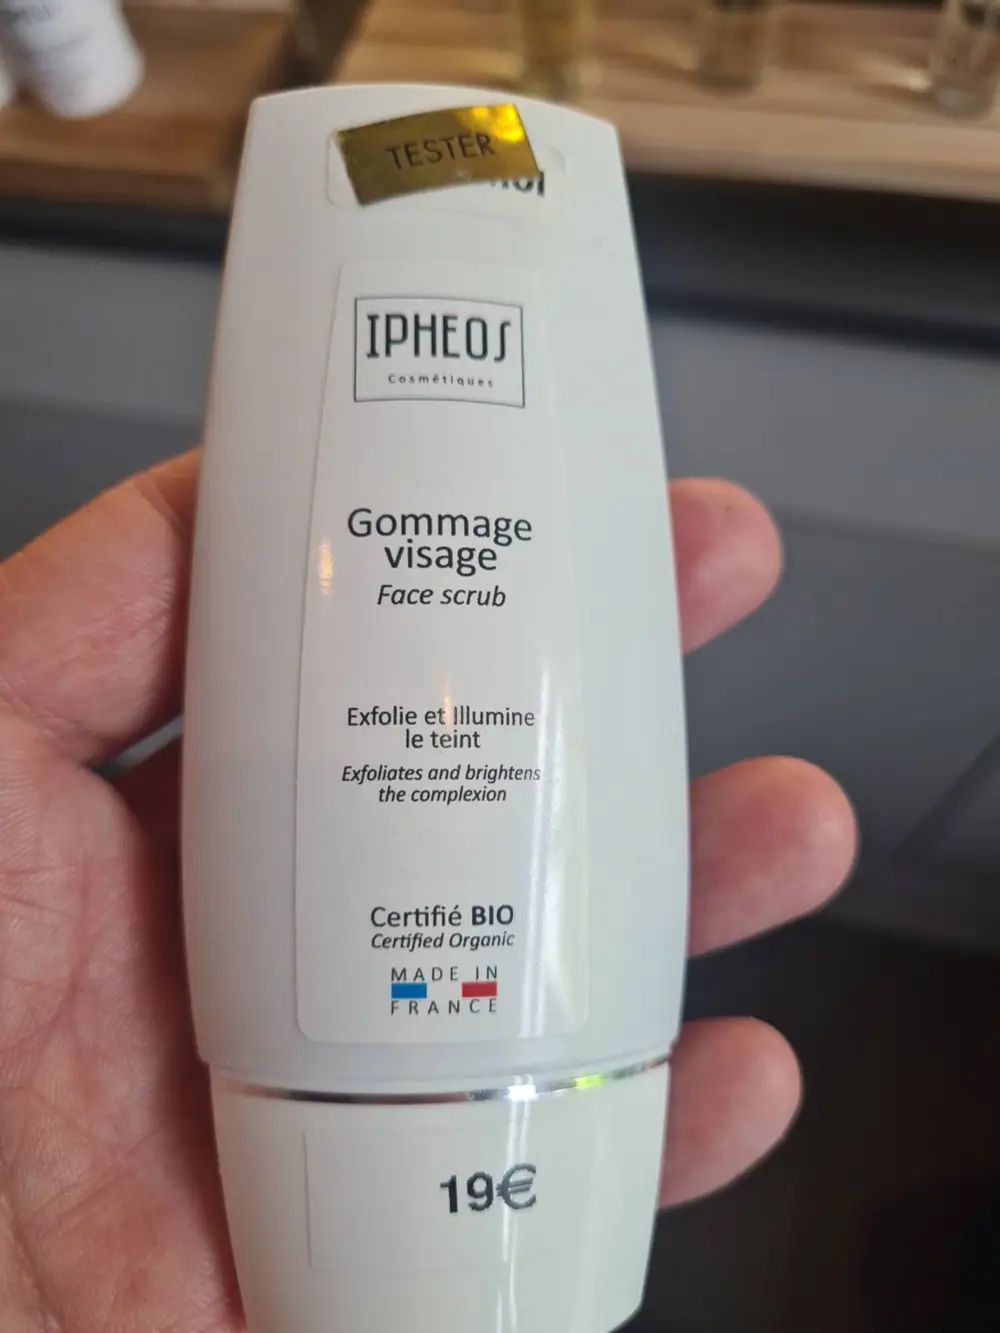 TESTER
IPHEOS
Cosmétiques
Gommage
visage
Face scrub
Exfolie et Illumine
le teint
Exfoliates and brightens
the complexion
Certifié BIO
Certified Organic
MADE IN
FRANCE
19€